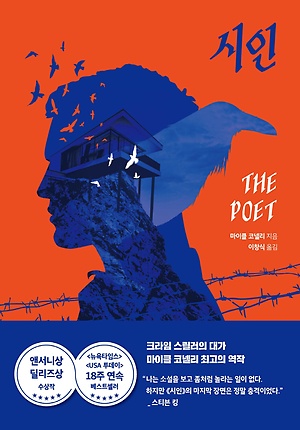 시인
THE
POET
마이클 코넬리 지음
이창식 옮김
크라임 스릴러의 대가
마이클 코넬리 최고의 역작
앤서니상
딜리즈상
수상작
★★★★★
<뉴욕타임스>
<USA 투데이>
18주 연속
베스트셀러
★★★★★
“나는 소설을 보고 좀처럼 놀라는 일이 없다.
하지만 《시인》의 마지막 장면은 정말 충격이었다.”
_ 스티븐 킹